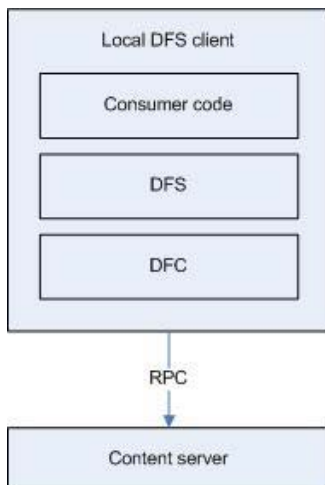 Local DFS client
Consumer code
DFS
DFC
RPC
Content server